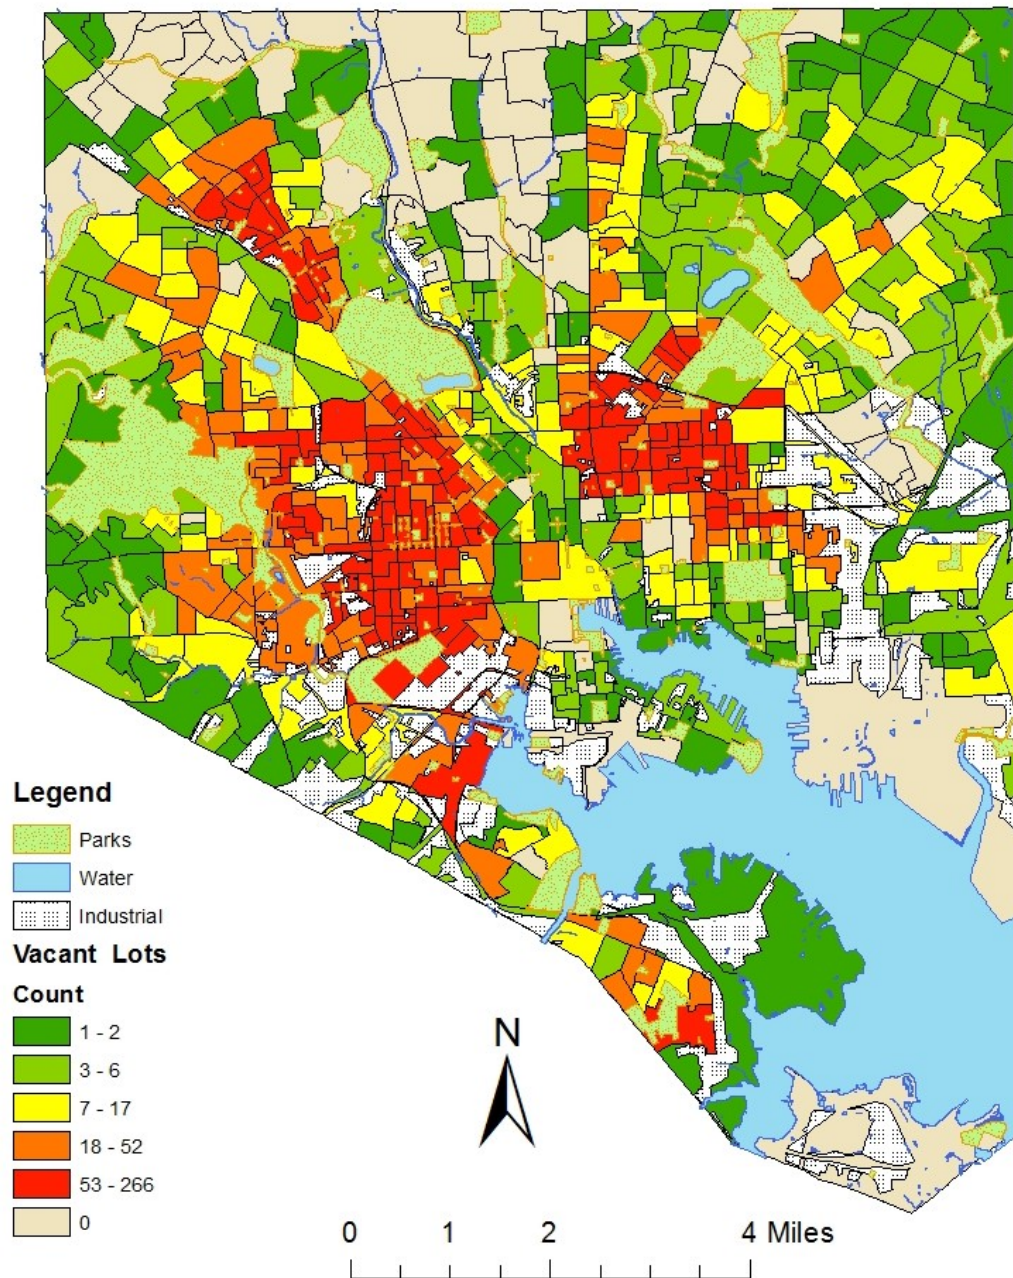 Legend
Parks
Water
Industrial
Vacant Lots
Count
1 - 2
3 - 6
7 - 17
18 - 52
53 - 266
0
N
0 1 2 4 Miles